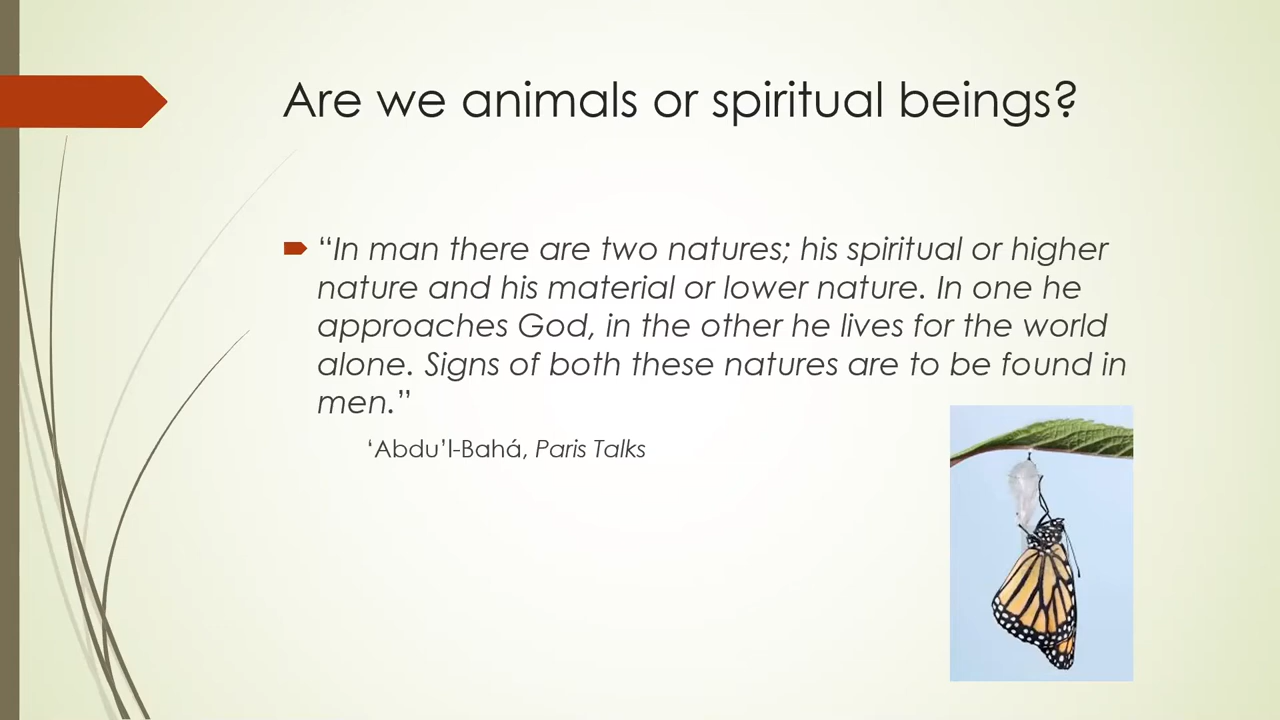 Are we animals or spiritual beings?
“In man there are two natures; his spiritual or higher
nature and his material or lower nature. In one he
approaches God, in the other he lives for the world
alone. Signs of both these natures are to be found in
men.”
‘Abdu’l-Bahá, Paris Talks